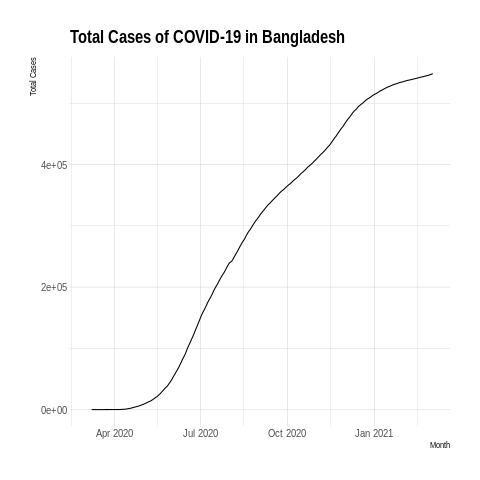 Total Cases of COVID-19 in Bangladesh
Total Cases
4e+05
2e+05
0e+00
Apr 2020 Jul 2020 Oct 2020 Jan 2021
Month